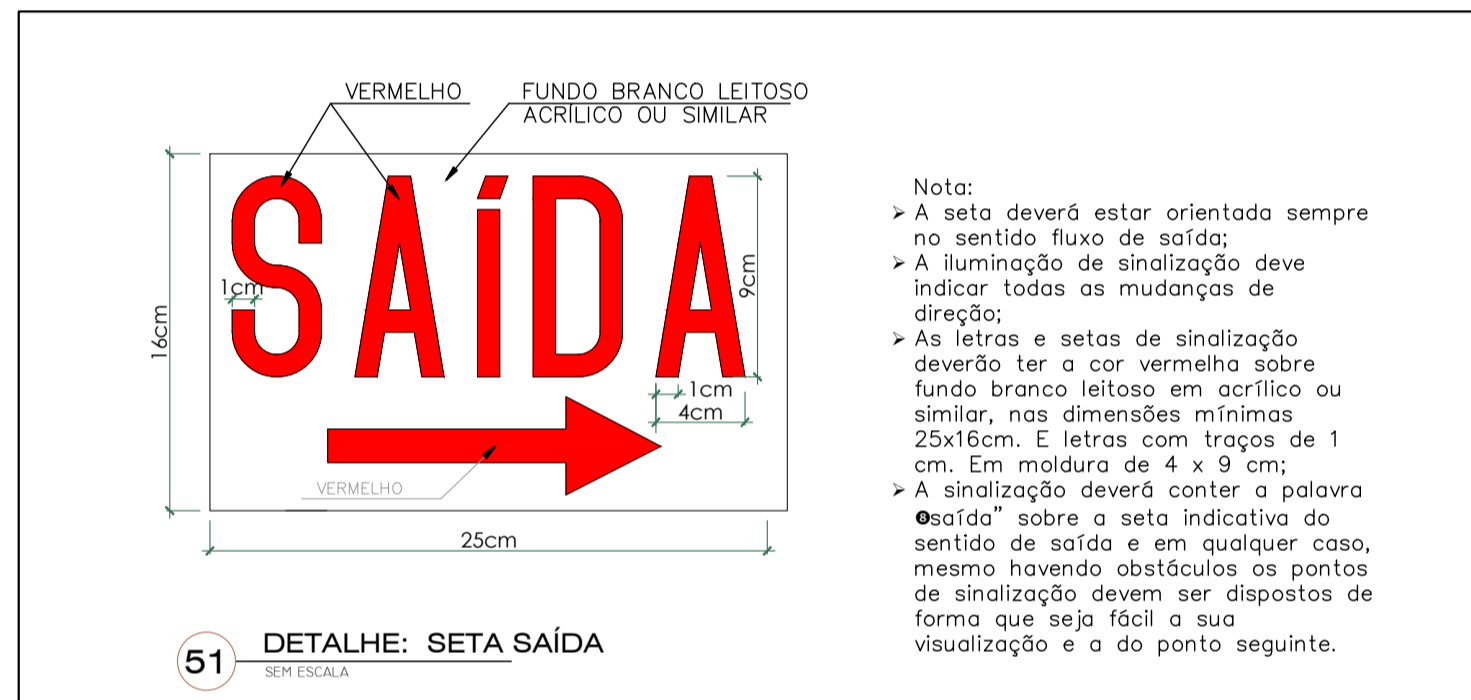 VERMELHO
FUNDO BRANCO LEITOSO
ACRÍLICO OU SIMILAR
SAÍDA
1cm
9cm
16cm
1cm
4cm
VERMELHO
25cm
51
DETALHE: SETA SAÍDA
SEM ESCALA
Nota:
➢ A seta deverá estar orientada sempre
no sentido fluxo de saída;
➢ A iluminação de sinalização deve
indicar todas as mudanças de
direção;
➢ As letras e setas de sinalização
deverão ter a cor vermelha sobre
fundo branco leitoso em acrílico ou
similar, nas dimensões mínimas
25x16cm. E letras com traços de 1
cm. Em moldura de 4 x 9 cm;
➢ A sinalização deverá conter a palavra
❽saída” sobre a seta indicativa do
sentido de saída e em qualquer caso,
mesmo havendo obstáculos os pontos
de sinalização devem ser dispostos de
forma que seja fácil a sua
visualização e a do ponto seguinte.